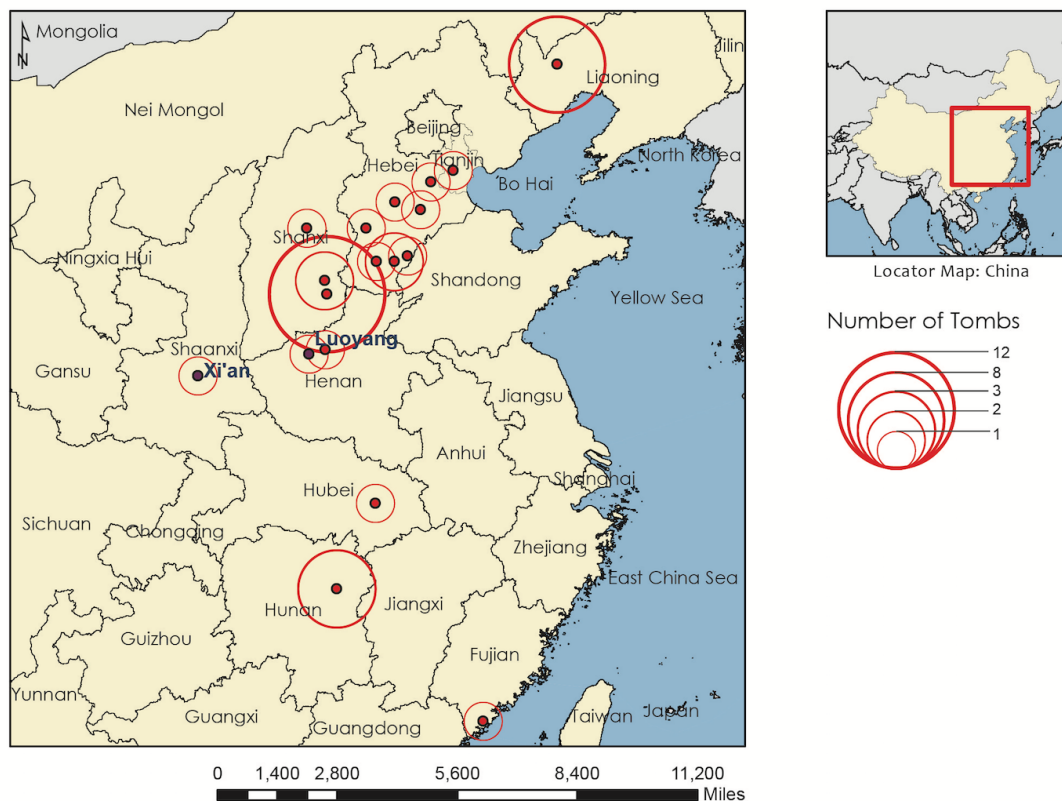 Mongolia
N
Jilin
Liaoning
Nei Mongol
Beijing
Hebei
Tianjin
North Korea
Bo Hai
Shanxi
Ningxia Hui
Shandong
Yellow Sea
Luoyang
Shaanxi
Xi'an
Henan
Gansu
Jiangsu
Anhui
Shanghai
Hubei
Sichuan
Chongqing
Zhejiang
East China Sea
Hunan
Jiangxi
Guizhou
Fujian
Yunnan
Guangxi
Guangdong
Taiwan
Japan
0 1,400 2,800 5,600 8,400 11,200
Miles
Locator Map: China
Number of Tombs
12
8
3
2
1